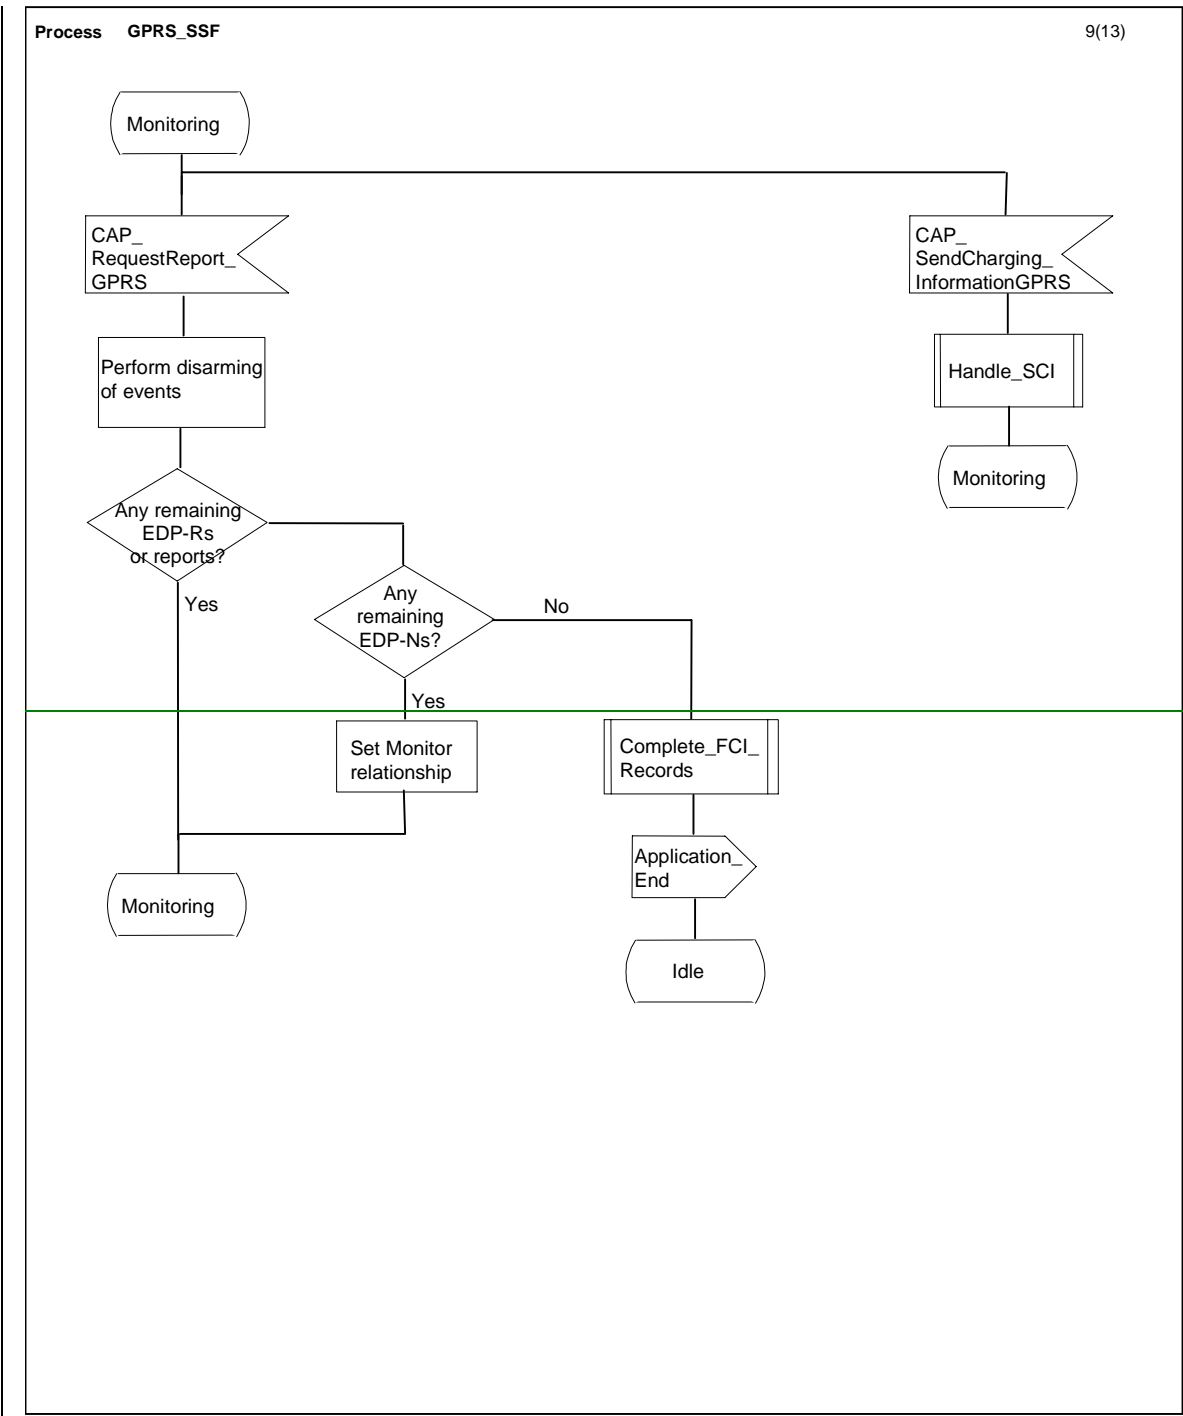 Process GPRS_SSF 9(13)
Monitoring
CAP_
RequestReport_
GPRS
CAP_
SendCharging_
InformationGPRS
Perform disarming
of events
Handle_SCI
Monitoring
Any remaining
EDP-Rs
or reports?
Yes
Any
remaining
EDP-Ns?
No
Yes
Set Monitor
relationship
Complete_FCI_
Records
Application_
End
Monitoring
Idle